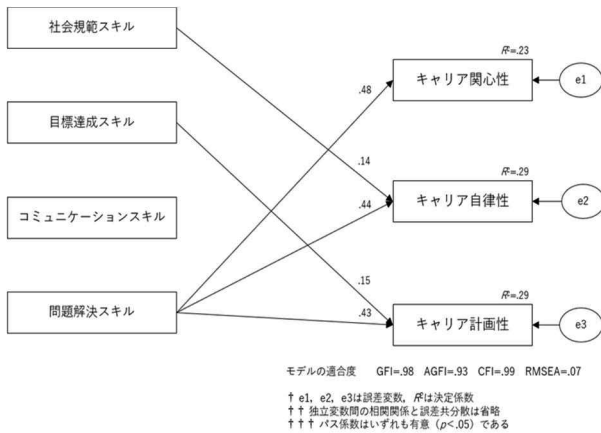 社会規範スキル
目標達成スキル
コミュニケーションスキル
問題解決スキル
.48
.14
.44
.15
.43
R²=.23
キャリア関心性
e1
R²=.29
キャリア自律性
e2
R²=.29
キャリア計画性
e3
モデルの適合度 GFI=.98 AGFI=.93 CFI=.99 RMSEA=.07
† e1, e2, e3は誤差変数, R²は決定係数
†† 独立変数間の相関関係と誤差共分散は省略
††† パス係数はいずれも有意 (p<.05) である